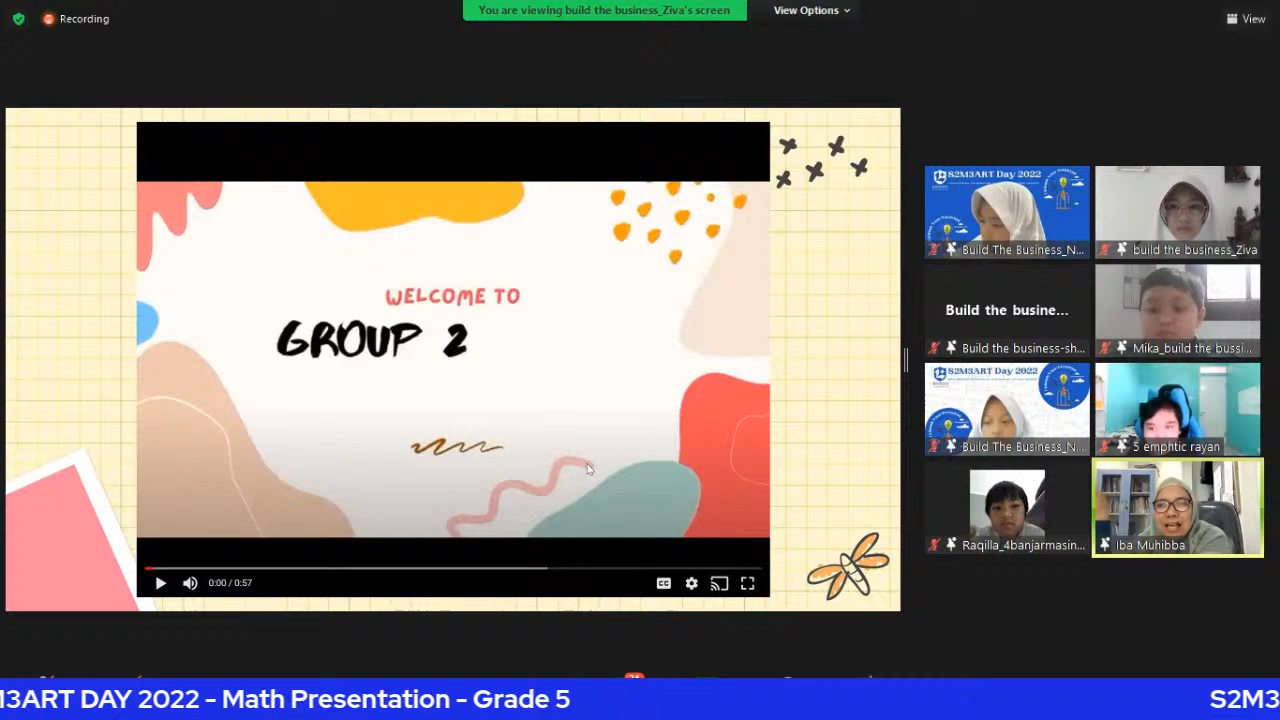 Recording
You are viewing build the business_Ziva's screen
View Options
View
WELCOME TO
GROUP 2
0:00 / 0:57
CC
S2M3ART Day 2022
Build The Business_N...
build the business_Ziva
Build the busine...
Build the business-sh...
Mika_build the bussi...
S2M3ART Day 2022
Build The Business_N...
5 emphtic rayan
Raqilla_4banjarmasin...
Iba Muhibba
M3ART DAY 2022 - Math Presentation - Grade 5
S2M3